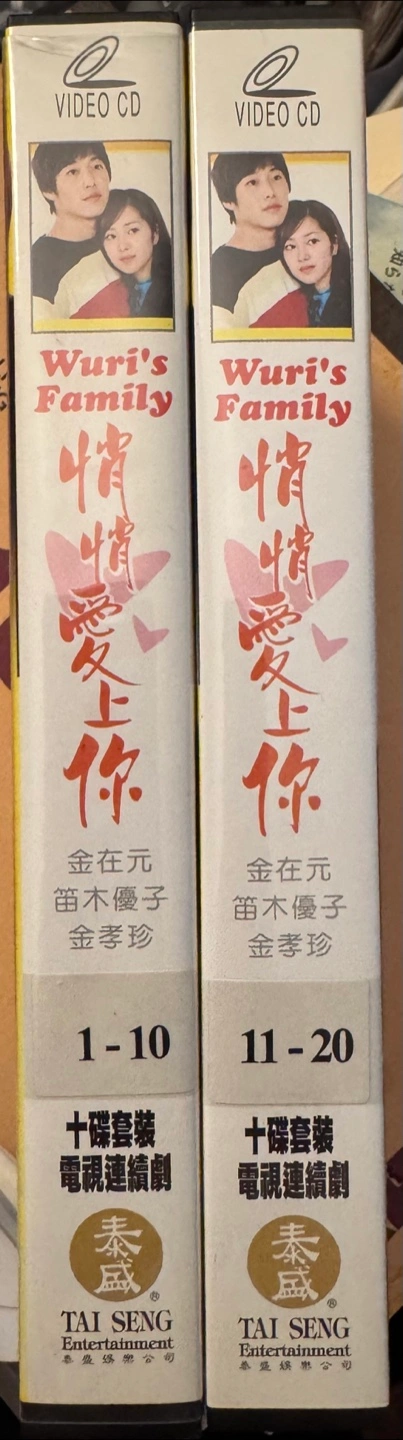 VIDEO CD
Wuri's
Family
悄悄愛上你
金在元
笛木優子
金孝珍
1 - 10
十碟套裝
電視連續劇
泰盛
®
TAI SENG
Entertainment
泰盛娛樂公司
VIDEO CD
Wuri's
Family
悄悄愛上你
金在元
笛木優子
金孝珍
11 - 20
十碟套裝
電視連續劇
泰盛
®
TAI SENG
Entertainment
泰盛娛樂公司